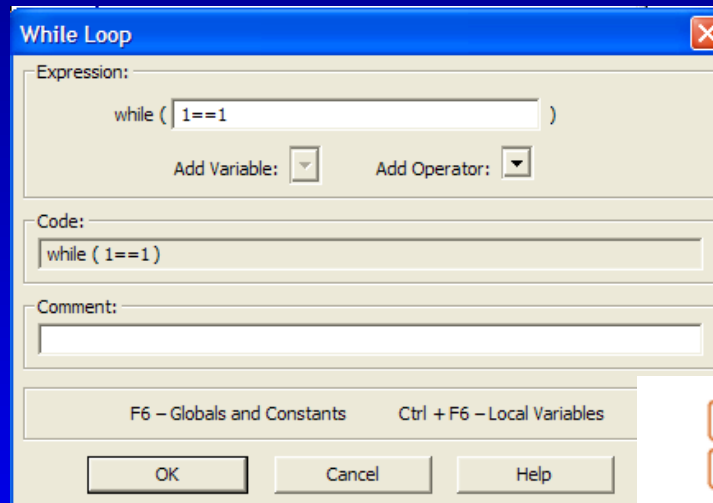 While Loop
Expression:
while ( 1==1 )
Add Variable: Add Operator:
Code:
while ( 1==1 )
Comment:
F6 – Globals and Constants Ctrl + F6 – Local Variables
OK Cancel Help